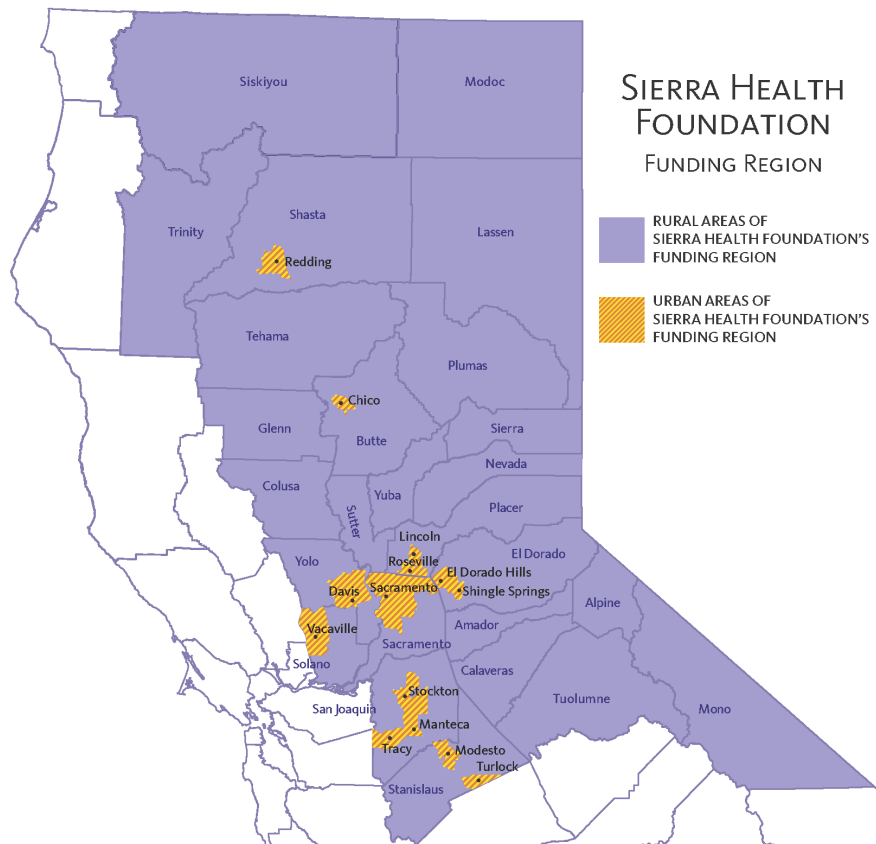 Siskiyou
Modoc
SIERRA HEALTH
FOUNDATION
FUNDING REGION
Shasta
Trinity
Lassen
RURAL AREAS OF
SIERRA HEALTH FOUNDATION'S
FUNDING REGION
Redding
URBAN AREAS OF
SIERRA HEALTH FOUNDATION'S
FUNDING REGION
Tehama
Plumas
Chico
Glenn
Butte
Sierra
Nevada
Colusa
Yuba
Placer
Sutter
Lincoln
Yolo
Roseville
El Dorado
El Dorado Hills
Davis
Sacramento
Shingle Springs
Alpine
Vacaville
Amador
Sacramento
Solano
Calaveras
Stockton
Tuolumne
San Joaquin
Mono
Manteca
Tracy
Modesto
Turlock
Stanislaus